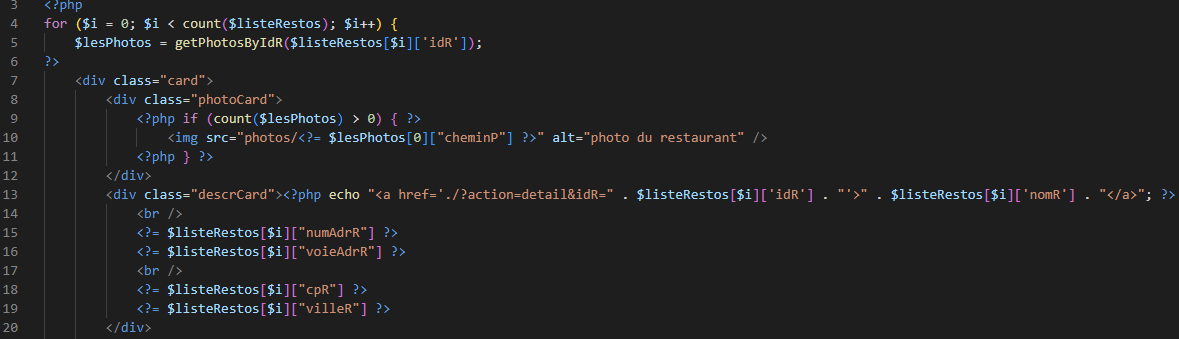 3 <?php
4 for ($i = 0; $i < count($listeRestos); $i++) {
5     $lesPhotos = getPhotosByIdR($listeRestos[$i]['idR']);
6 ?>
7     <div class="card">
8         <div class="photoCard">
9             <?php if (count($lesPhotos) > 0) { ?>
10                 <img src="photos/<?= $lesPhotos[0]["cheminP"] ?>" alt="photo du restaurant" />
11             <?php } ?>
12         </div>
13         <div class="descrCard"><?php echo "<a href='./?action=detail&idR=" . $listeRestos[$i]['idR'] . "'>" . $listeRestos[$i]['nomR'] . "</a>"; ?>
14             <br />
15             <?= $listeRestos[$i]["numAdrR"] ?>
16             <?= $listeRestos[$i]["voieAdrR"] ?>
17             <br />
18             <?= $listeRestos[$i]["cpR"] ?>
19             <?= $listeRestos[$i]["villeR"] ?>
20         </div>